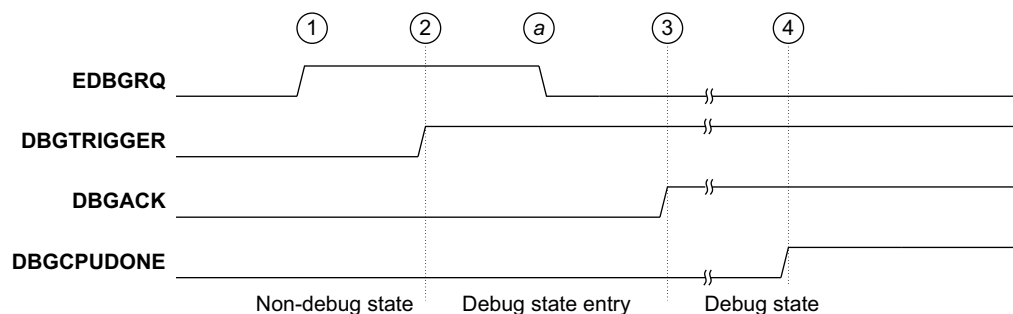 1 2 a 3 4
EDBGRQ
DBGTRIGGER
DBGACK
DBGCPUDONE
Non-debug state Debug state entry Debug state